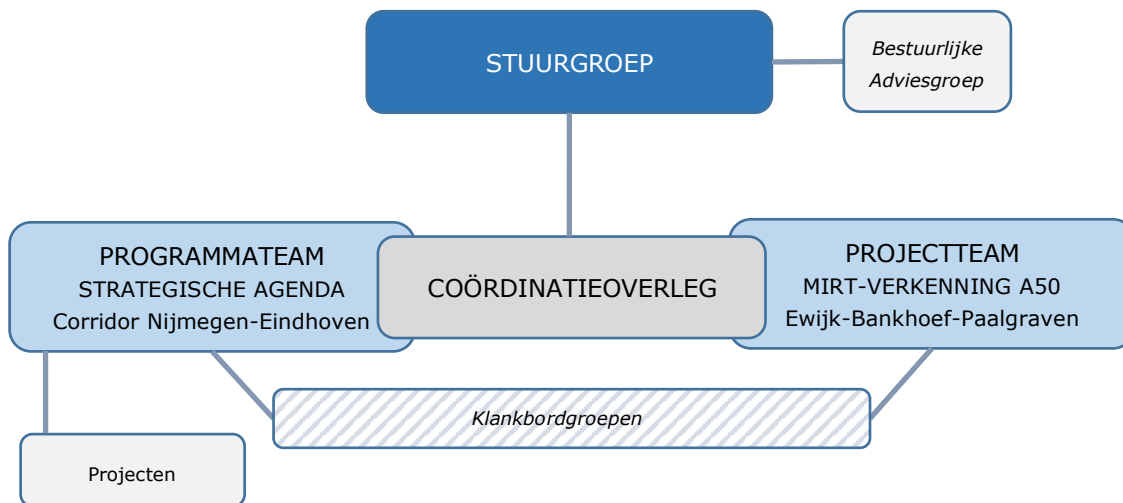 STUURGROEP
Bestuurlijke
Adviesgroep
PROGRAMMATEAM
STRATEGISCHE AGENDA
Corridor Nijmegen-Eindhoven
COÖRDINATIEOVERLEG
PROJECTTEAM
MIRT-VERKENNING A50
Ewijk-Bankhoef-Paalgraven
Klankbordgroepen
Projecten